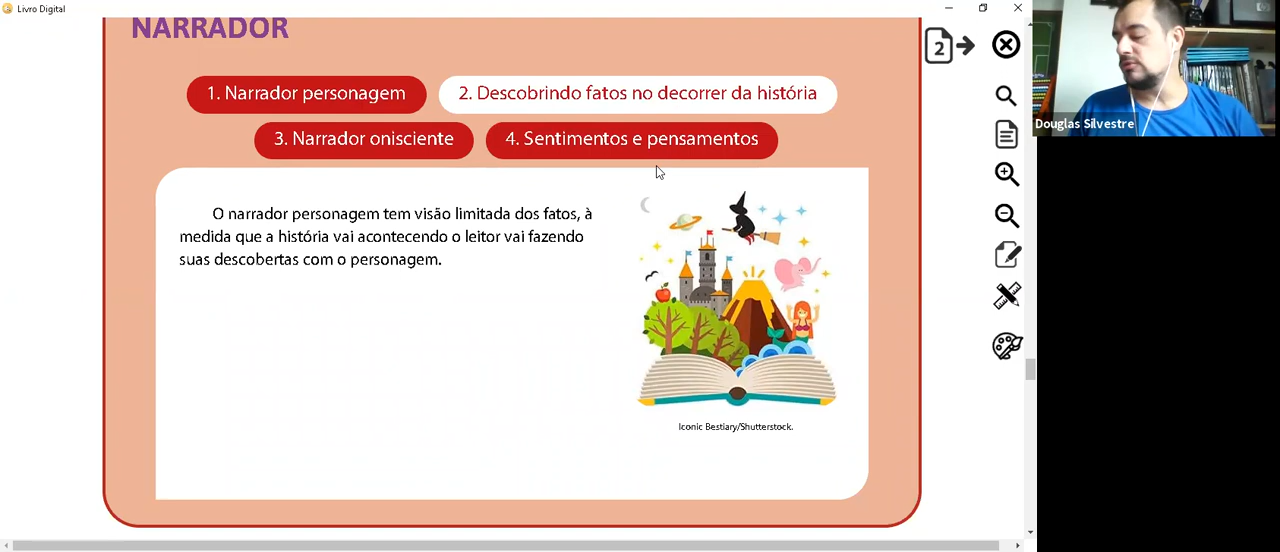 Livro Digital
NARRADOR
1. Narrador personagem
2. Descobrindo fatos no decorrer da história
3. Narrador onisciente
4. Sentimentos e pensamentos
O narrador personagem tem visão limitada dos fatos, à
medida que a história vai acontecendo o leitor vai fazendo
suas descobertas com o personagem.
Iconic Bestiary/Shutterstock.
2
Douglas Silvestre